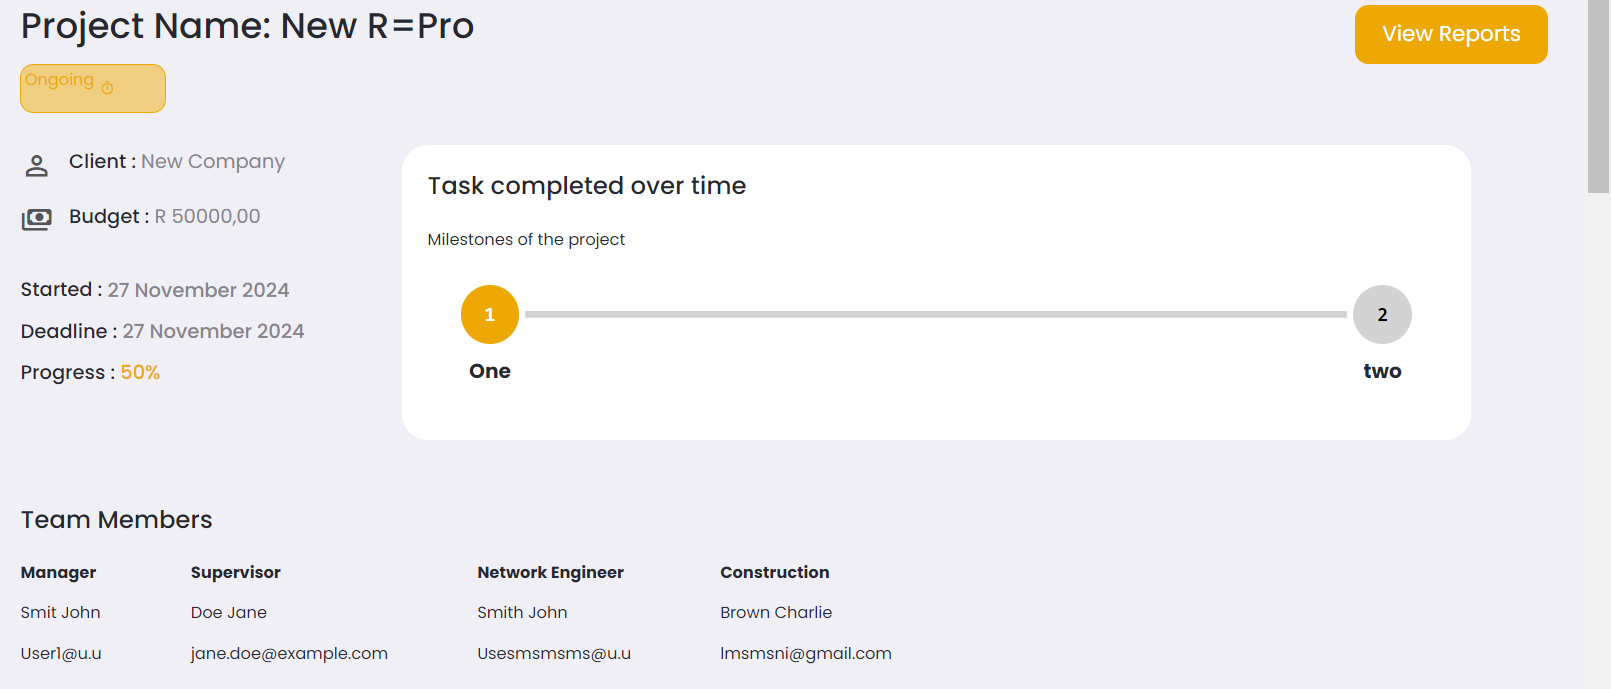 Project Name: New R=Pro
View Reports
Ongoing
Client : New Company
Budget : R 50000,00
Started : 27 November 2024
Deadline : 27 November 2024
Progress : 50%
Task completed over time
Milestones of the project
1
2
One
two
Team Members
Manager Supervisor Network Engineer Construction
Smit John Doe Jane Smith John Brown Charlie
User1@u.u jane.doe@example.com Usesmsmsms@u.u lmsmsni@gmail.com